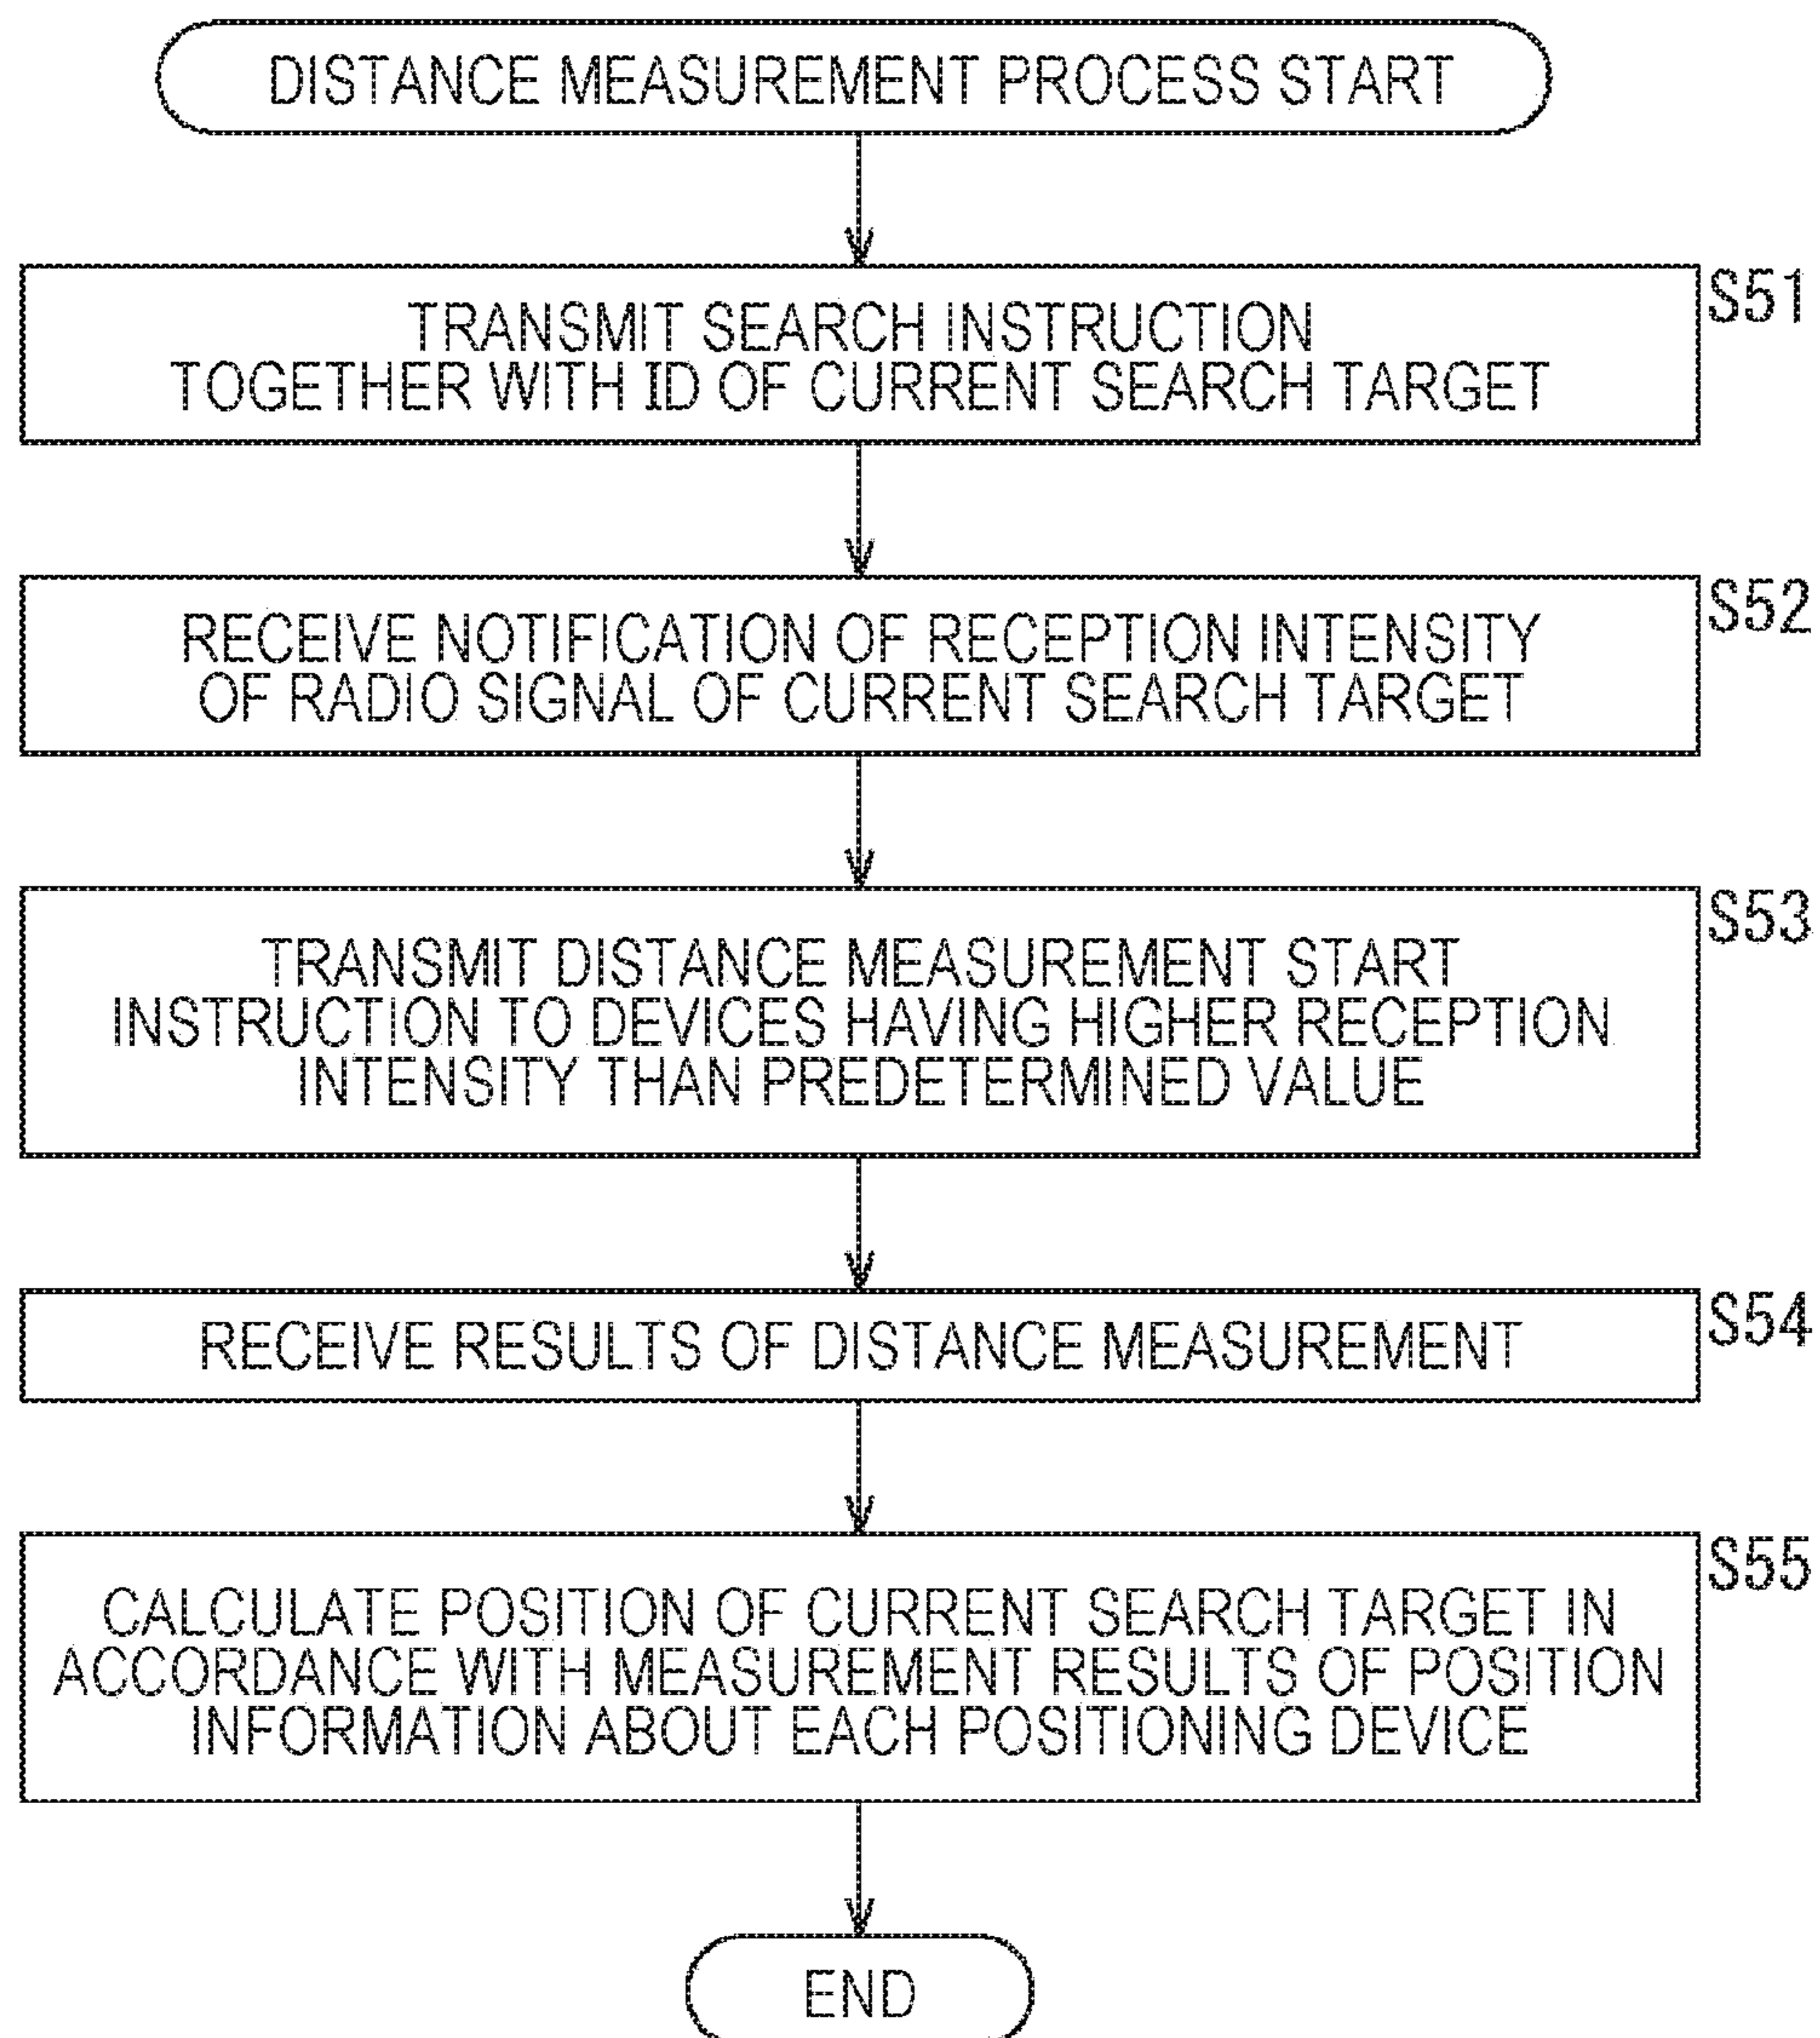 DISTANCE MEASUREMENT PROCESS START
S51
TRANSMIT SEARCH INSTRUCTION
TOGETHER WITH ID OF CURRENT SEARCH TARGET
S52
RECEIVE NOTIFICATION OF RECEPTION INTENSITY
OF RADIO SIGNAL OF CURRENT SEARCH TARGET
S53
TRANSMIT DISTANCE MEASUREMENT START
INSTRUCTION TO DEVICES HAVING HIGHER RECEPTION
INTENSITY THAN PREDETERMINED VALUE
S54
RECEIVE RESULTS OF DISTANCE MEASUREMENT
S55
CALCULATE POSITION OF CURRENT SEARCH TARGET IN
ACCORDANCE WITH MEASUREMENT RESULTS OF POSITION
INFORMATION ABOUT EACH POSITIONING DEVICE
END